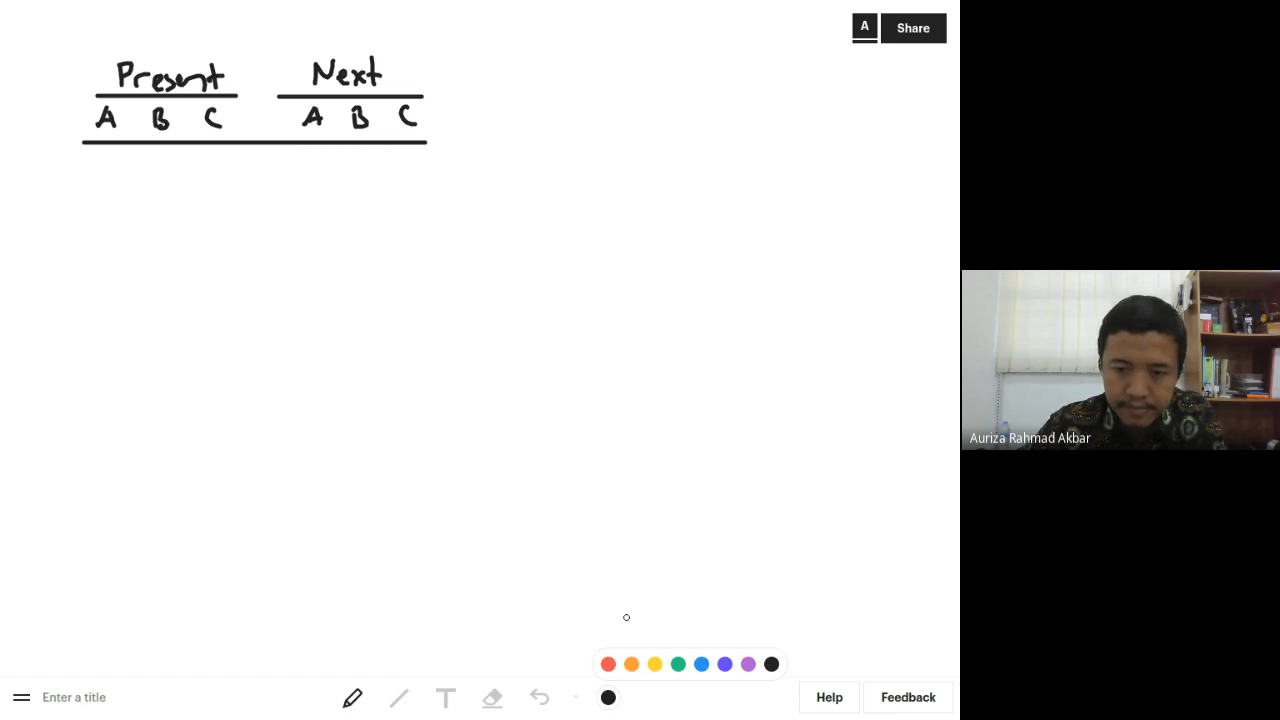 A Share
Present Next
A B C A B C
Auriza Rahmad Akbar
Enter a title T Help Feedback